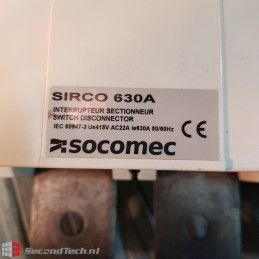 SIRCO 630A
INTERRUPTEUR SECTIONNEUR
SWITCH DISCONNECTOR
IEC 60947-3 Ue415V AC22A Ie630A 50/60Hz
CE
socomec
SecondTech.nl